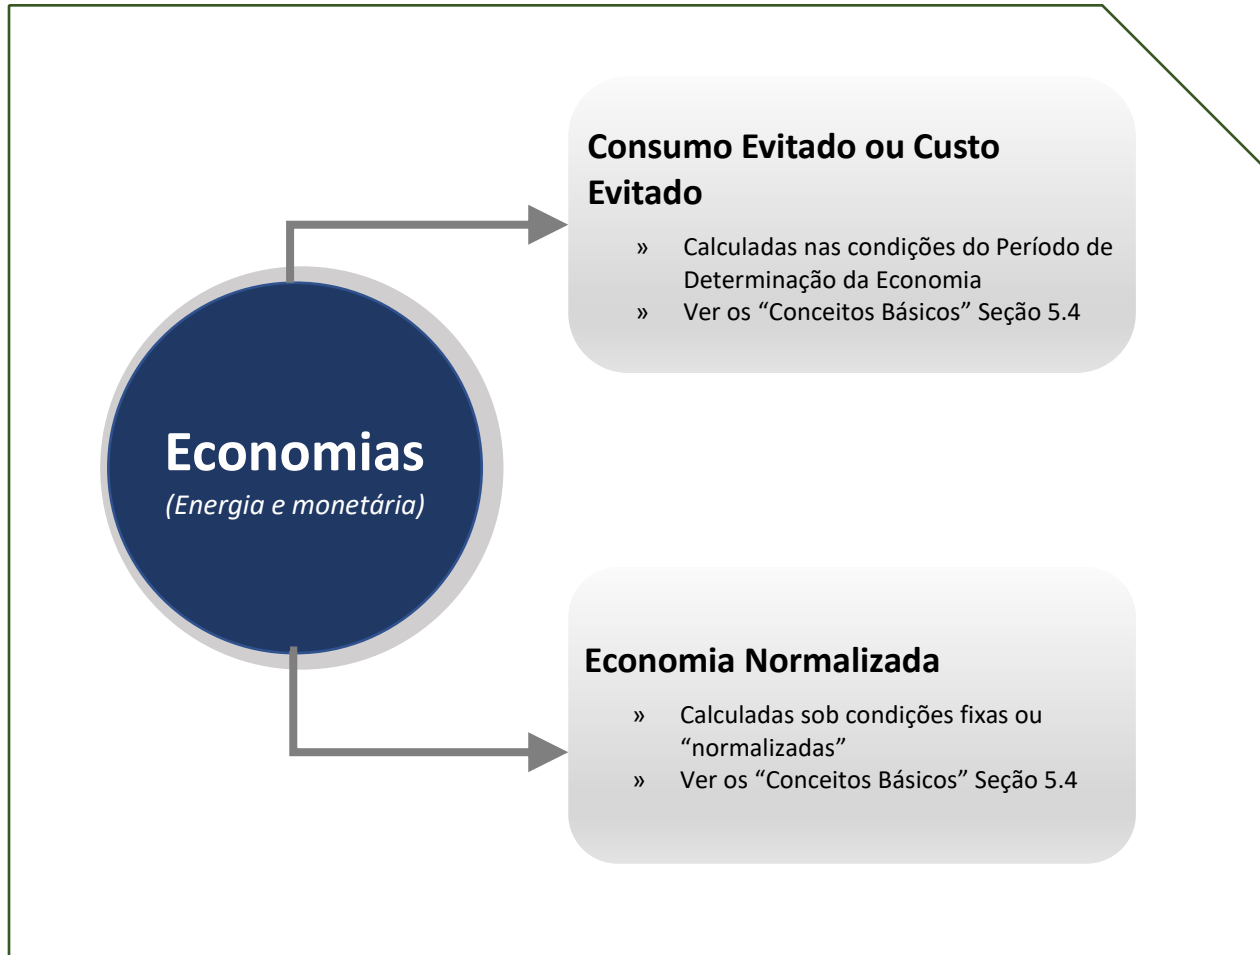 Consumo Evitado ou Custo
Evitado
» Calculadas nas condições do Período de
Determinação da Economia
» Ver os “Conceitos Básicos” Seção 5.4
Economias
(Energia e monetária)
Economia Normalizada
» Calculadas sob condições fixas ou
“normalizadas”
» Ver os “Conceitos Básicos” Seção 5.4